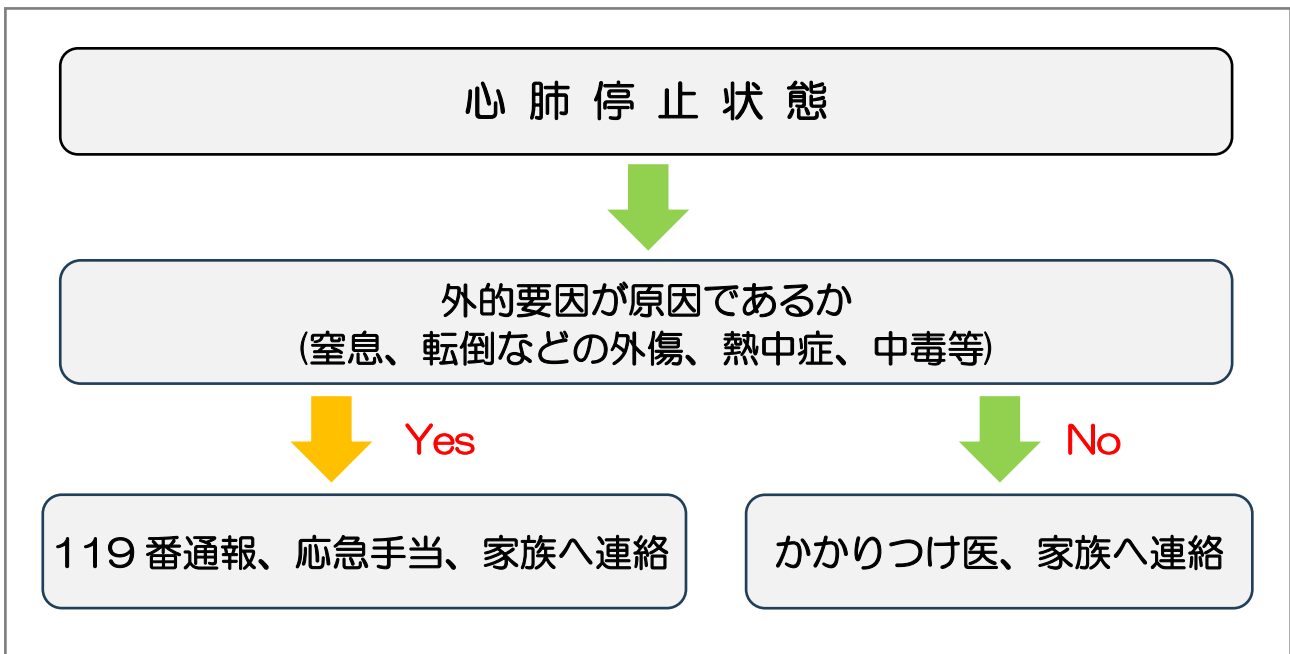 心 肺 停 止 状 態
外的要因が原因であるか
(窒息、転倒などの外傷、熱中症、中毒等)
Yes
No
119番通報、応急手当、家族へ連絡
かかりつけ医、家族へ連絡